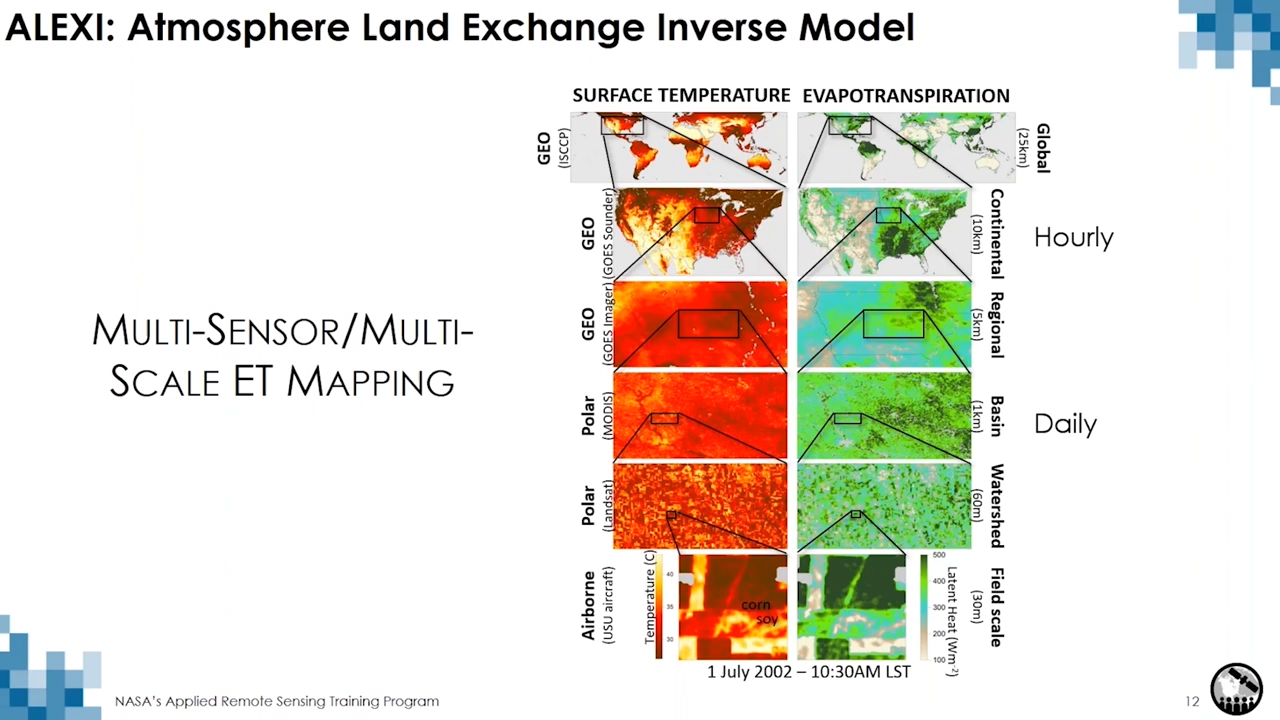 ALEXI: Atmosphere Land Exchange Inverse Model
MULTI-SENSOR/MULTI-
SCALE ET MAPPING
SURFACE TEMPERATURE
EVAPOTRANSPIRATION
GEO
(ISCCP)
Global
(25km)
GEO
(GOES Sounder)
Continental
(10km)
Hourly
GEO
(GOES Imager)
Regional
(5km)
Polar
(MODIS)
Basin
(1km)
Daily
Polar
(Landsat)
Watershed
(60m)
Airborne
(USU aircraft)
Temperature (C)
40
35
30
corn
soy
500
400
300
200
100
Latent Heat (Wm-2)
Field scale
(30m)
1 July 2002 – 10:30AM LST
NASA's Applied Remote Sensing Training Program
12